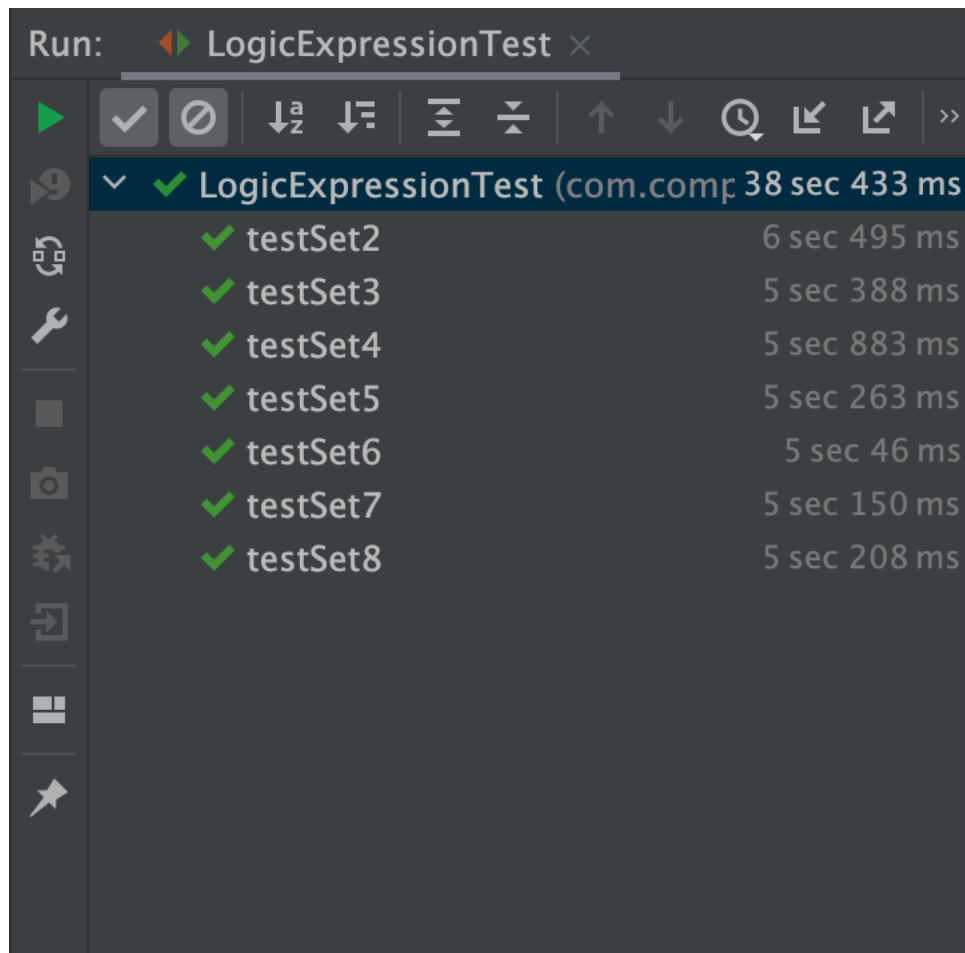 Run: LogicExpressionTest
LogicExpressionTest (com.comp 38 sec 433 ms
testSet2 6 sec 495 ms
testSet3 5 sec 388 ms
testSet4 5 sec 883 ms
testSet5 5 sec 263 ms
testSet6 5 sec 46 ms
testSet7 5 sec 150 ms
testSet8 5 sec 208 ms